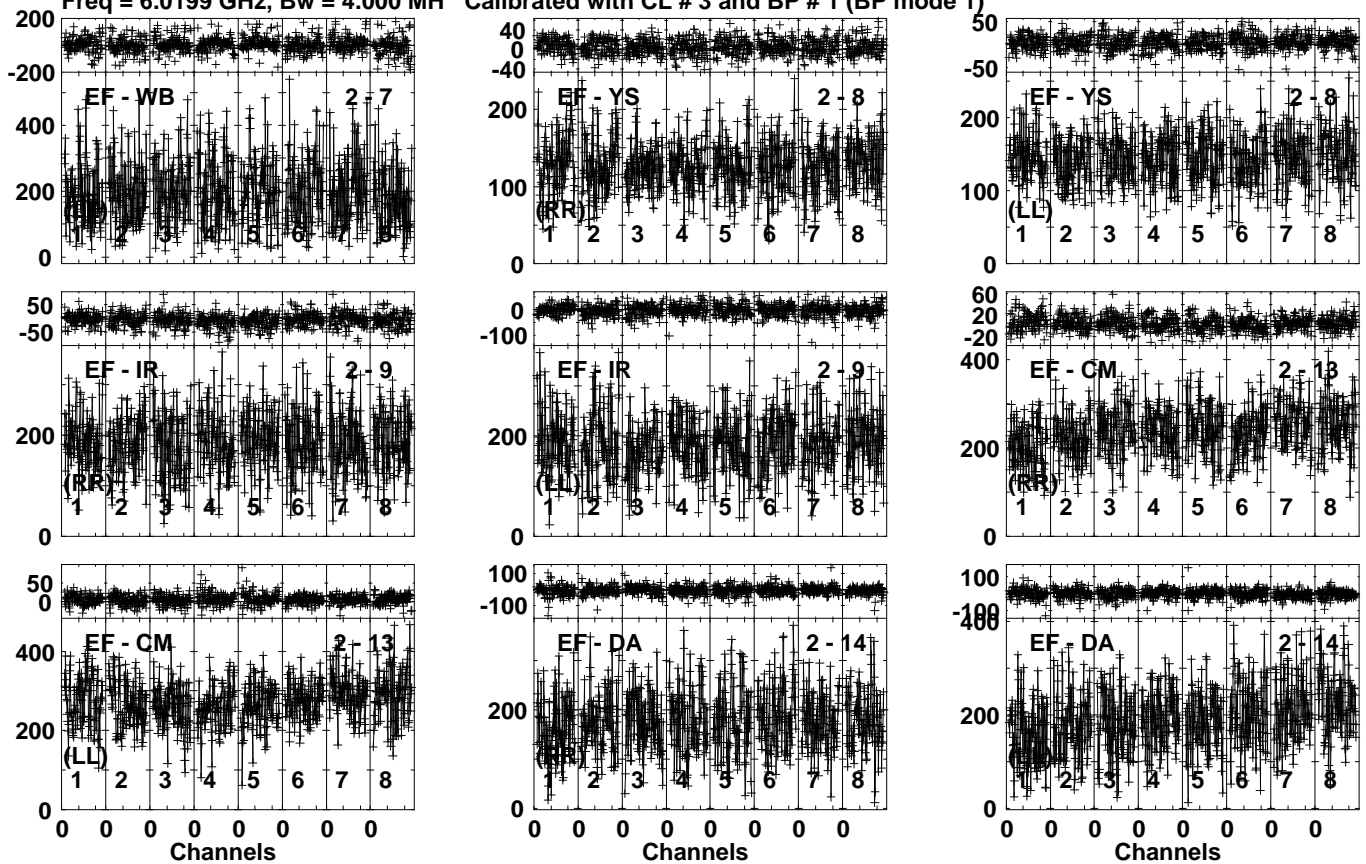 Freq = 6.0199 GHz, Bw = 4.000 MH Calibrated with CL # 3 and BP # 1 (BP mode 1)
200
-200
EF - WB 2 - 7
400
200
1 2 3 4 5 6 7 8
0
40
0
-40
EF - YS 2 - 8
200
100
(RR)
1 2 3 4 5 6 7 8
0
50
-50
EF - YS 2 - 8
200
100
(LL)
1 2 3 4 5 6 7 8
0
50
-50
EF - IR 2 - 9
200
(RR)
1 2 3 4 5 6 7 8
0
0
-100
EF - IR 2 - 9
200
(LL)
1 2 3 4 5 6 7 8
0
60
20
-20
EF - CM 2 - 13
400
200
(RR)
1 2 3 4 5 6 7 8
0
50
0
EF - CM 2 - 13
400
200
(LL)
1 2 3 4 5 6 7 8
0
0 0 0 0 0 0 0 0
Channels
100
-100
EF - DA 2 - 14
200
(RR)
1 2 3 4 5 6 7 8
0
0 0 0 0 0 0 0 0
Channels
100
-100
400
EF - DA 2 - 14
200
1 2 3 4 5 6 7 8
0
0 0 0 0 0 0 0 0
Channels